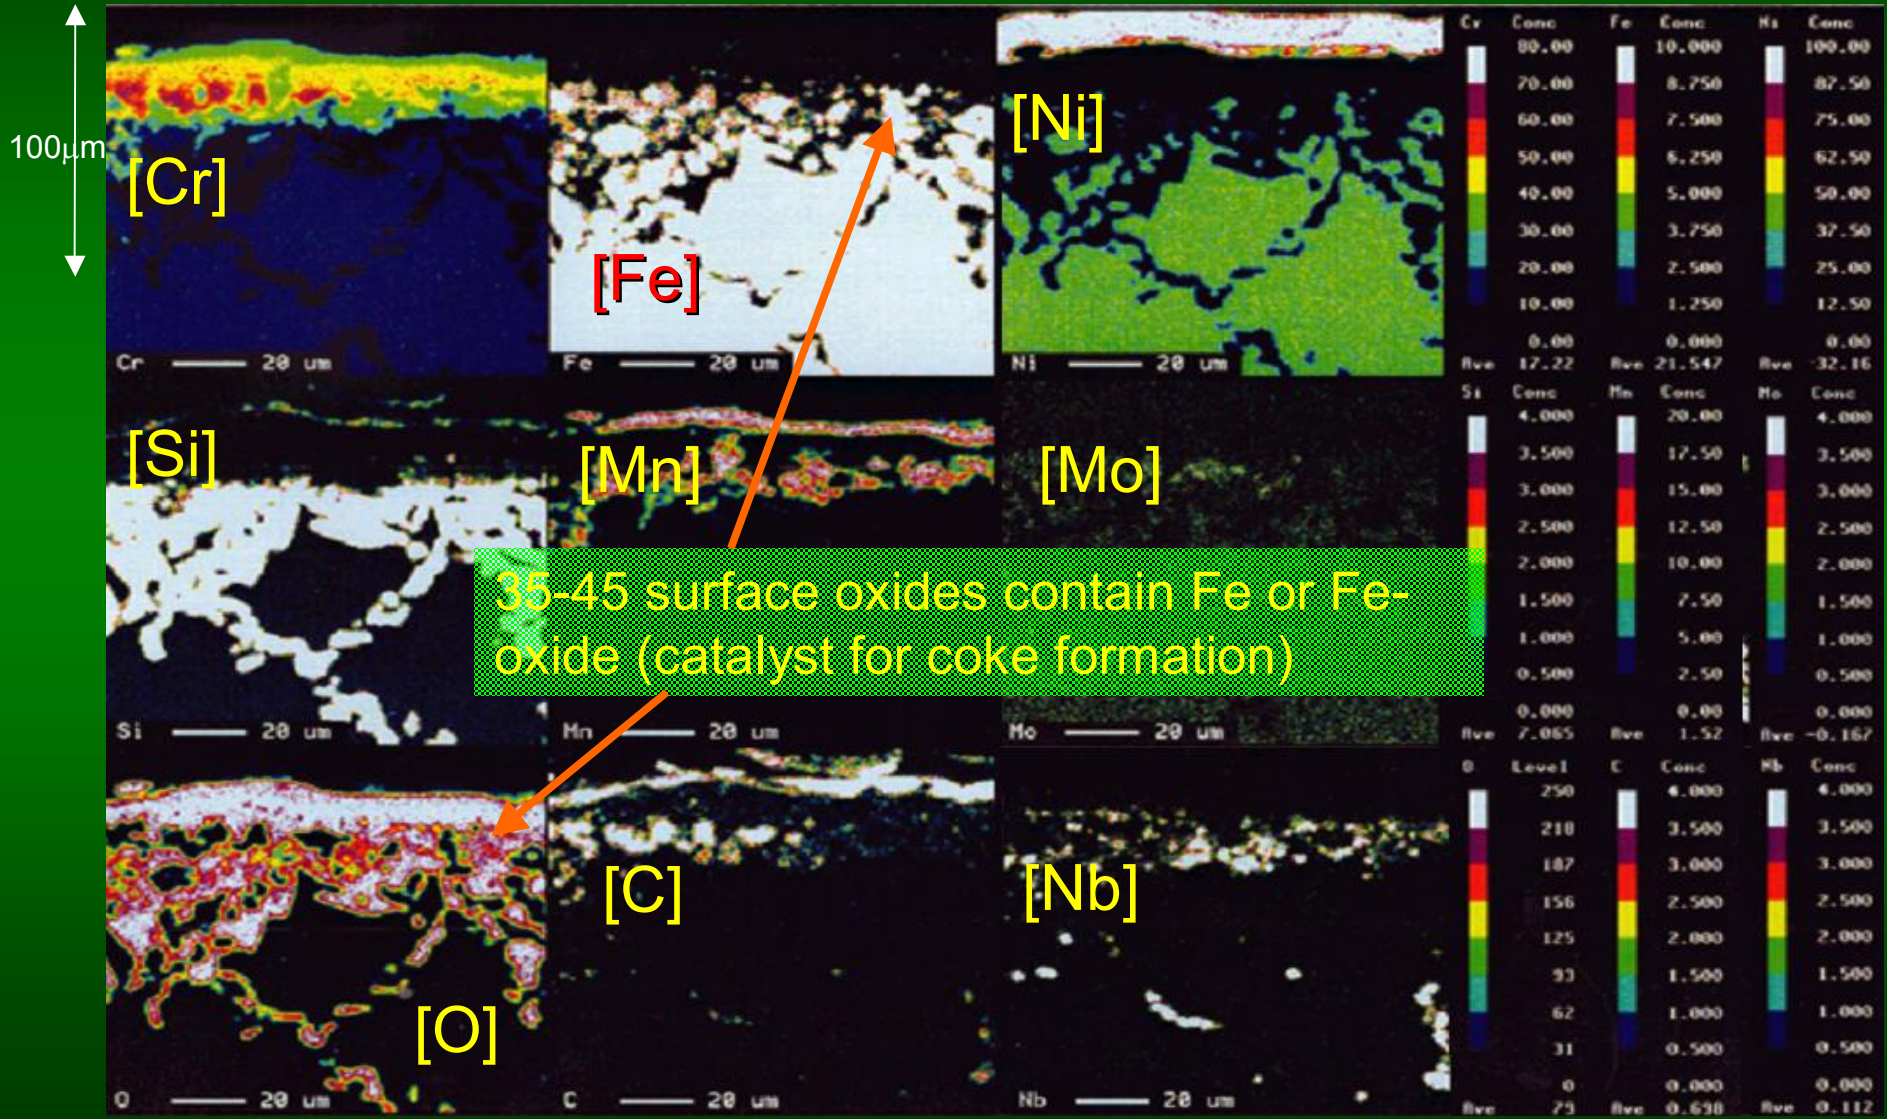 100μm
[Cr]
Cr 20 um
[Fe]
Fe 20 um
[Ni]
Ni 20 um
Cr Conc
80.00
70.00
60.00
50.00
40.00
30.00
20.00
10.00
0.00
Ave 17.22
Fe Conc
10.000
8.750
7.500
6.250
5.000
3.750
2.500
1.250
0.000
Ave 21.547
Ni Conc
100.00
87.50
75.00
62.50
50.00
37.50
25.00
12.50
0.00
Ave -32.16
[Si]
Si 20 um
[Mn]
Mn 20 um
[Mo]
Mo 20 um
35-45 surface oxides contain Fe or Fe-
oxide (catalyst for coke formation)
Si Conc
4.000
3.500
3.000
2.500
2.000
1.500
1.000
0.500
0.000
Ave 7.065
Mn Conc
20.00
17.50
15.00
12.50
10.00
7.50
5.00
2.50
0.00
Ave 1.52
Mo Conc
4.000
3.500
3.000
2.500
2.000
1.500
1.000
0.500
0.000
Ave -0.167
[O]
O 20 um
[C]
C 20 um
[Nb]
Nb 20 um
O Level
250
218
187
156
125
93
62
31
0
Ave 79
C Conc
4.000
3.500
3.000
2.500
2.000
1.500
1.000
0.500
0.000
Ave 0.698
Nb Conc
4.000
3.500
3.000
2.500
2.000
1.500
1.000
0.500
0.000
Ave 0.112